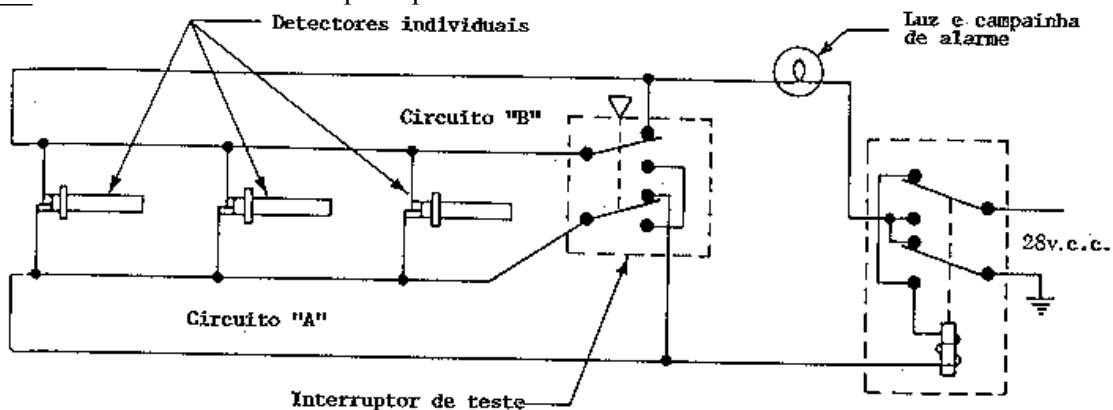 Detectores individuais
Luz e campainha
de alarme
Circuito "B"
28v.c.c.
Circuito "A"
Interruptor de teste